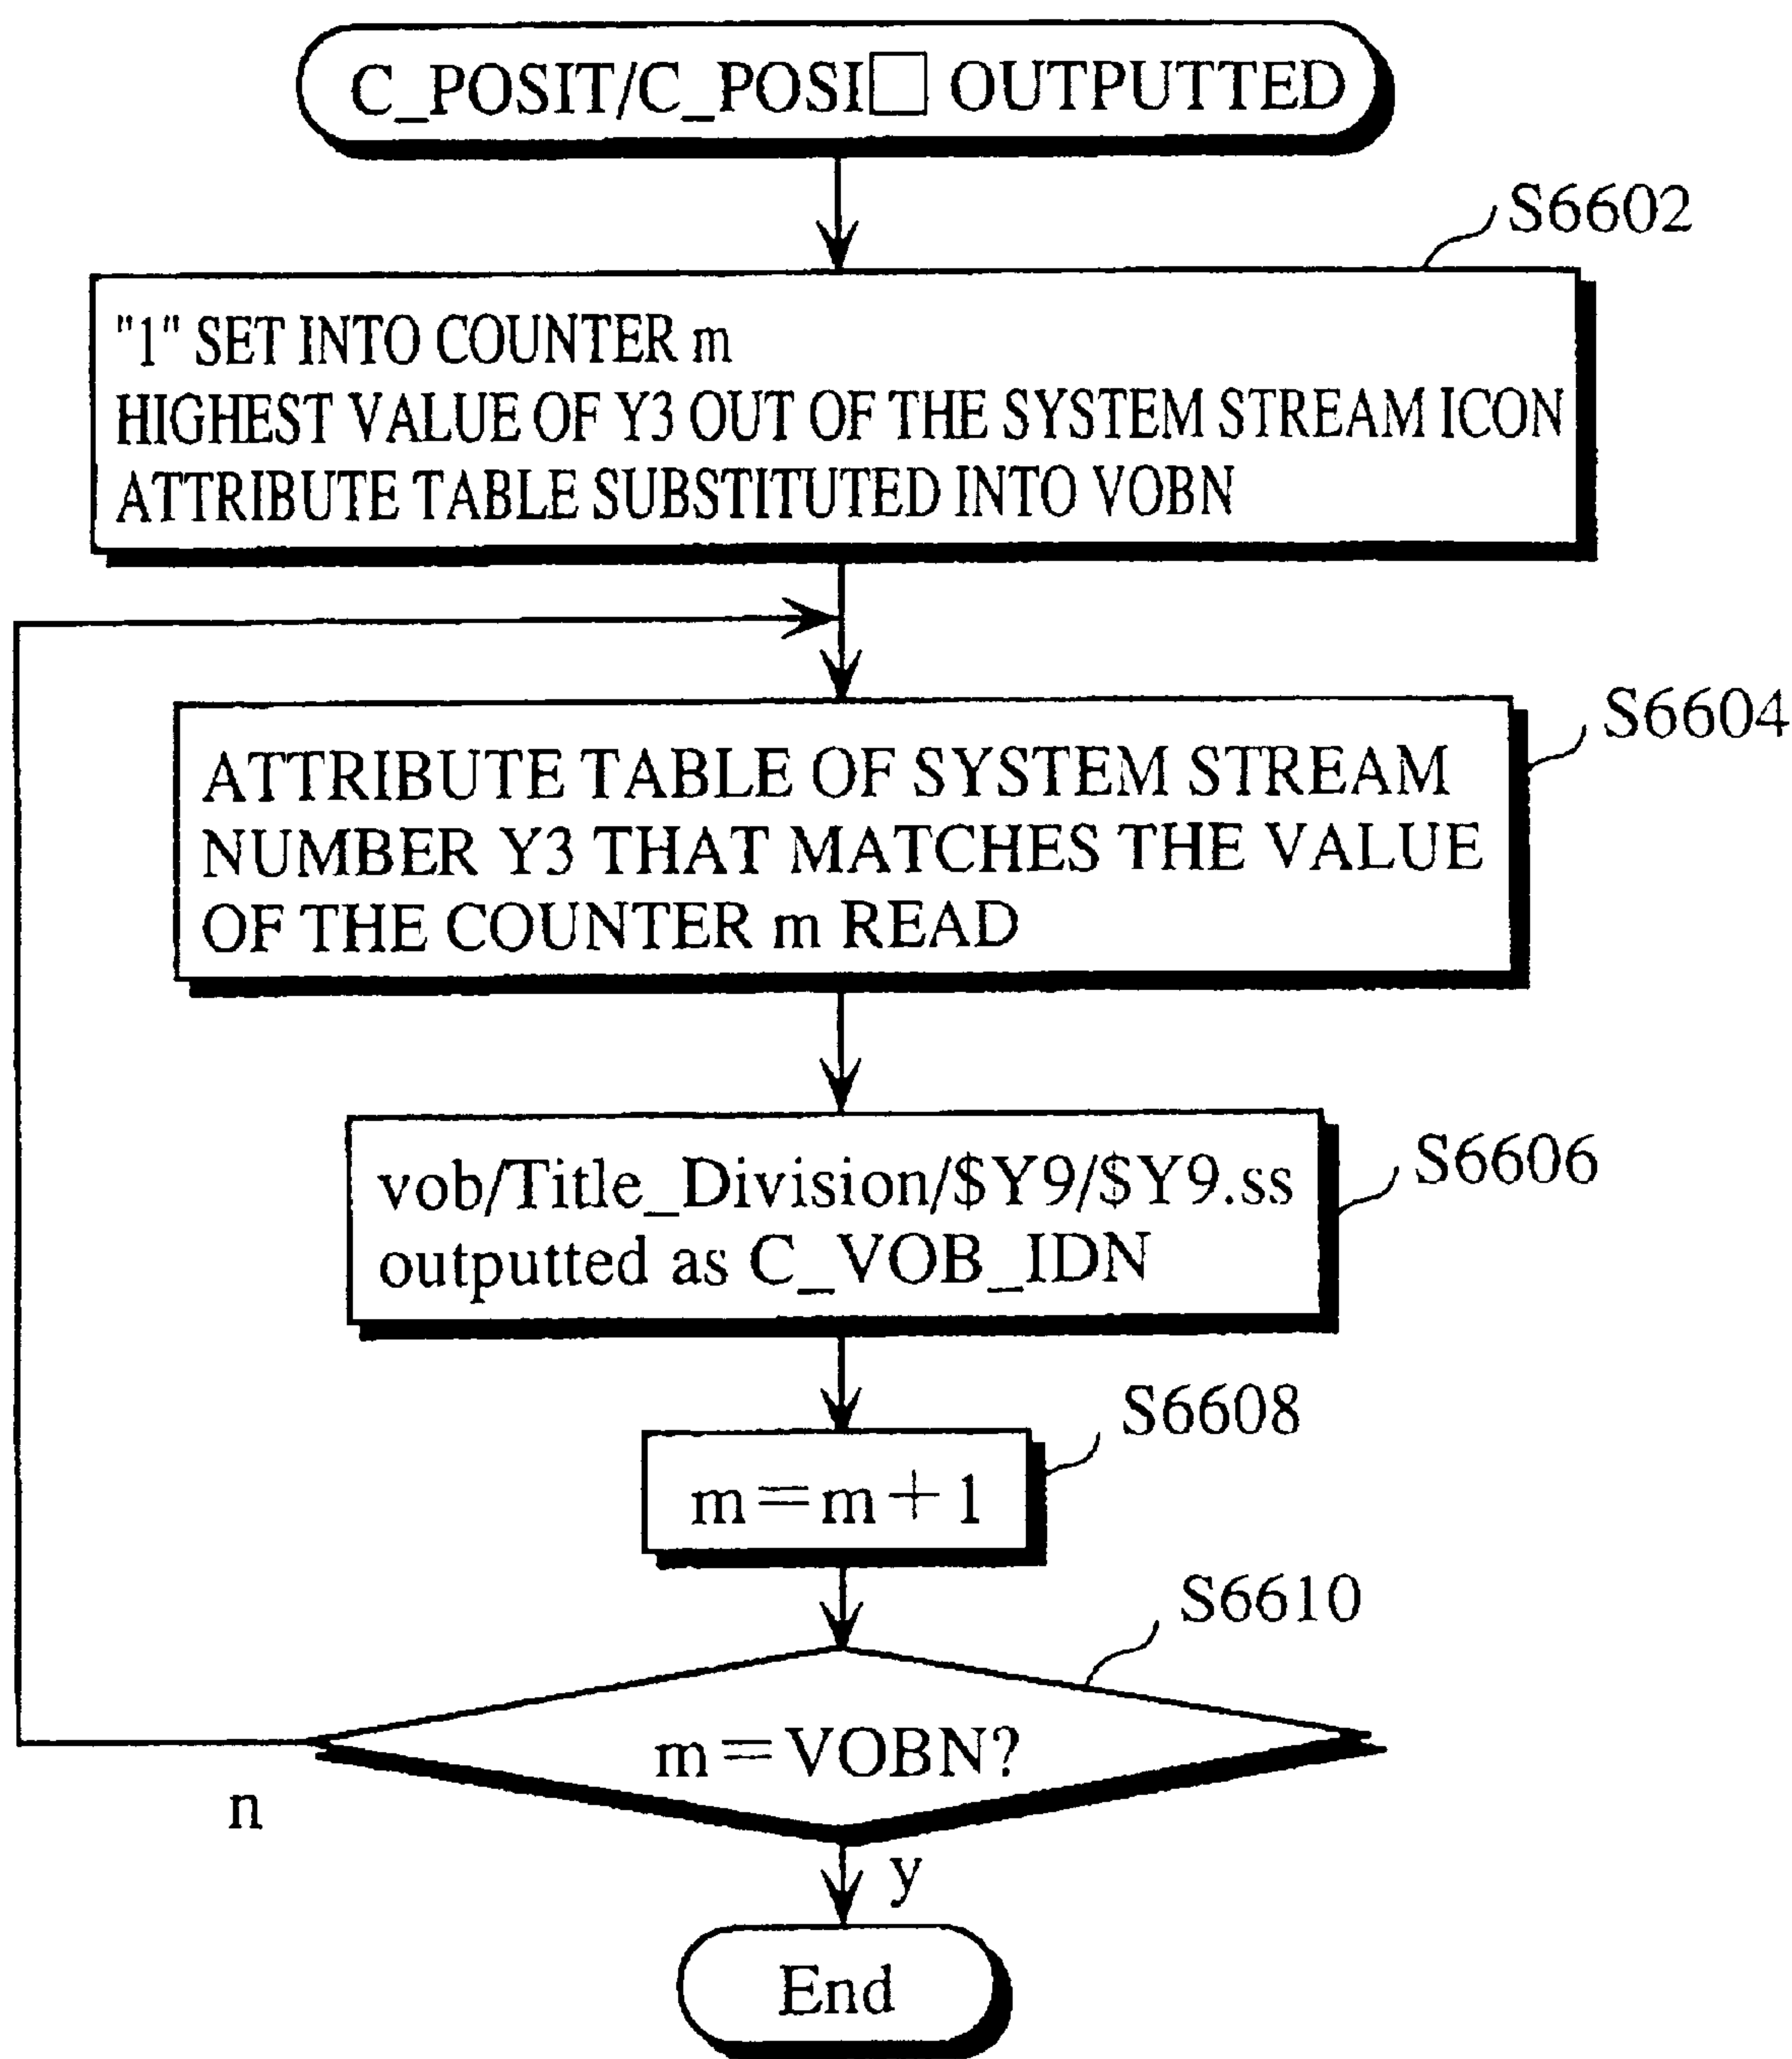 C_POSIT/C_POSI□ OUTPUTTED
S6602
"1" SET INTO COUNTER m
HIGHEST VALUE OF Y3 OUT OF THE SYSTEM STREAM ICON
ATTRIBUTE TABLE SUBSTITUTED INTO VOBN
S6604
ATTRIBUTE TABLE OF SYSTEM STREAM
NUMBER Y3 THAT MATCHES THE VALUE
OF THE COUNTER m READ
S6606
vob/Title_Division/$Y9/$Y9.ss
outputted as C_VOB_IDN
S6608
m=m+1
S6610
m=VOBN?
n
y
End